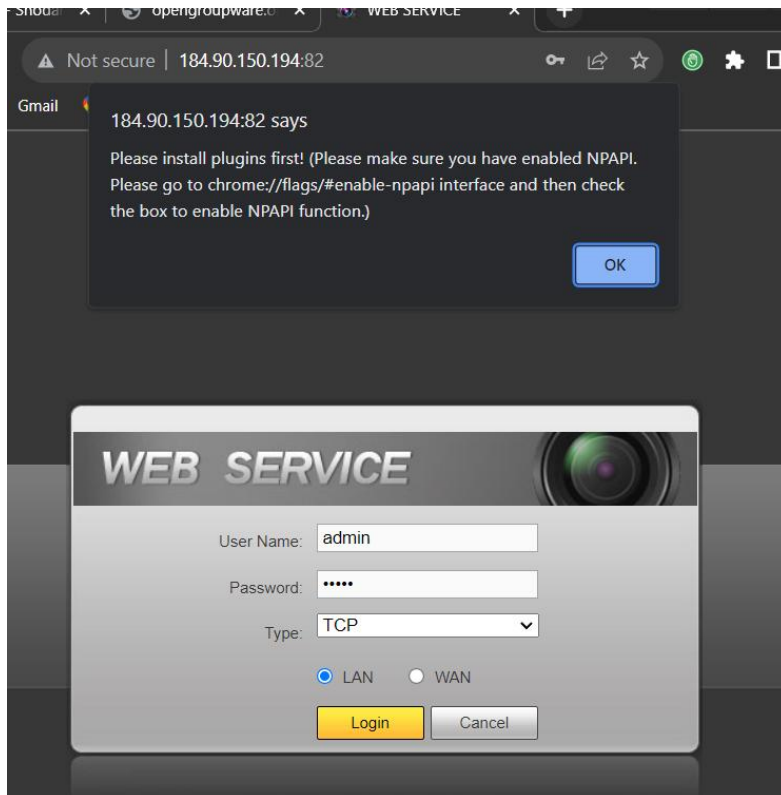 Shodan
opengroupware.o
WEB SERVICE
Not secure | 184.90.150.194:82
Gmail
184.90.150.194:82 says
Please install plugins first! (Please make sure you have enabled NPAPI.
Please go to chrome://flags/#enable-npapi interface and then check
the box to enable NPAPI function.)
OK
WEB SERVICE
User Name: admin
Password: •••••
Type: TCP
LAN WAN
Login Cancel